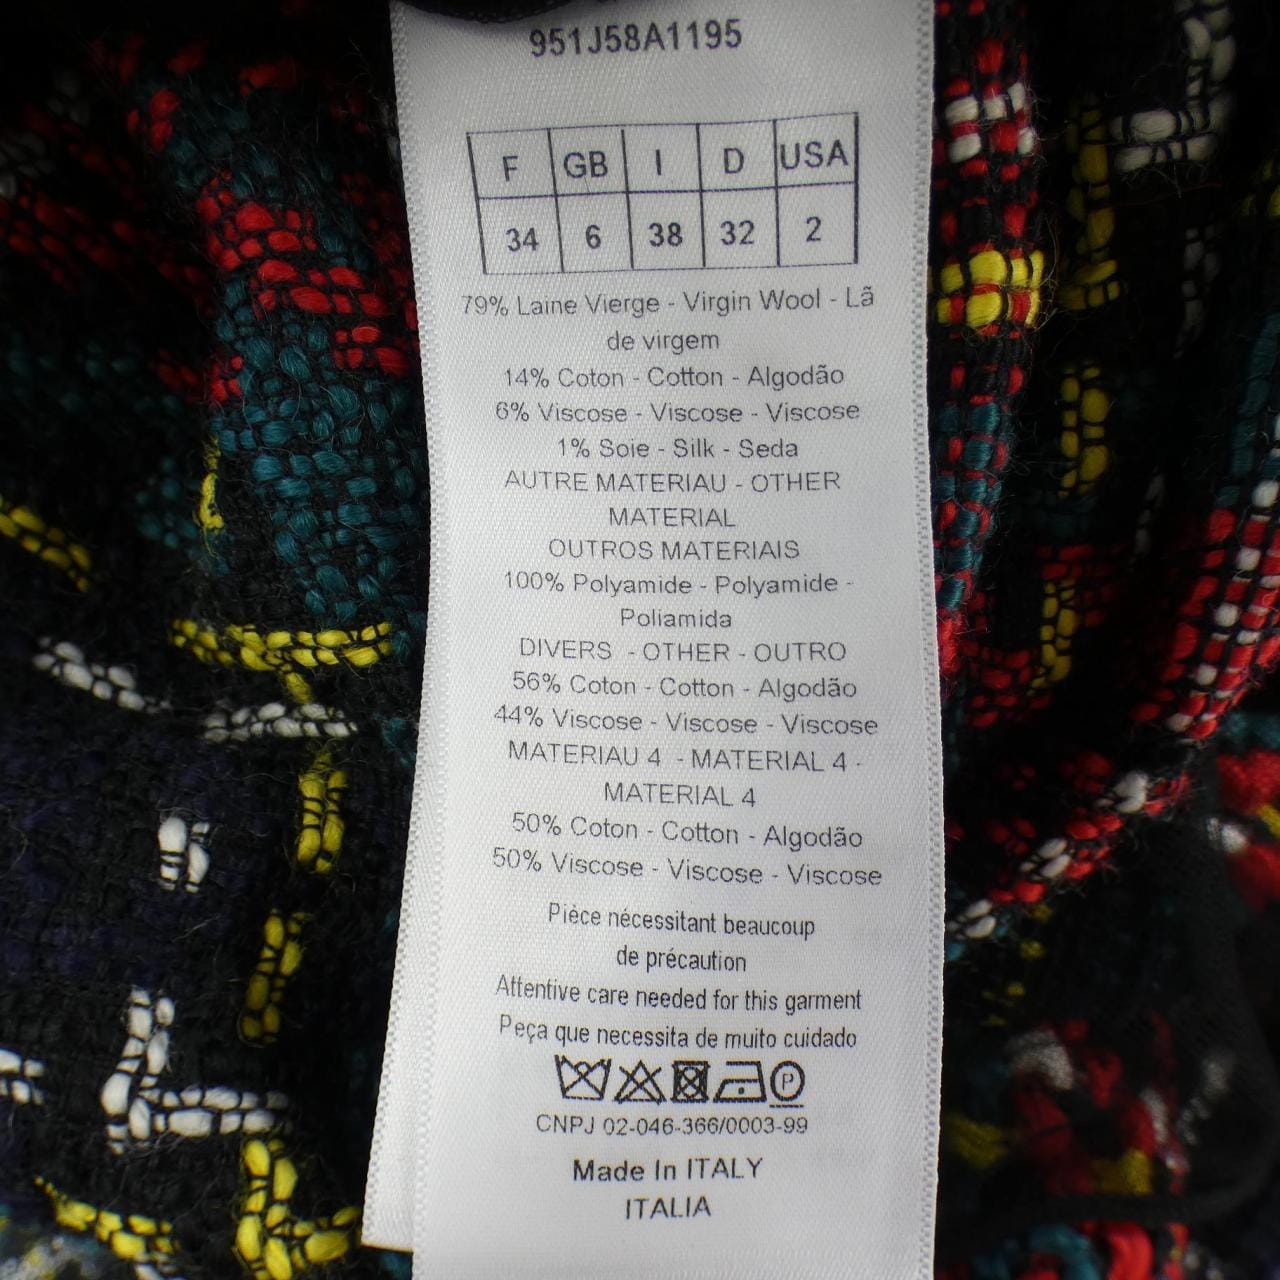 951J58A1195
F GB I D USA
34 6 38 32 2
79% Laine Vierge - Virgin Wool - Lã
de virgem
14% Coton - Cotton - Algodão
6% Viscose - Viscose - Viscose
1% Soie - Silk - Seda
AUTRE MATERIAU - OTHER
MATERIAL
OUTROS MATERIAIS
100% Polyamide - Polyamide -
Poliamida
DIVERS - OTHER - OUTRO
56% Coton - Cotton - Algodão
44% Viscose - Viscose - Viscose
MATERIAU 4 - MATERIAL 4 -
MATERIAL 4
50% Coton - Cotton - Algodão
50% Viscose - Viscose - Viscose
Pièce nécessitant beaucoup
de précaution
Attentive care needed for this garment
Peça que necessita de muito cuidado
P
CNPJ 02-046-366/0003-99
Made In ITALY
ITALIA